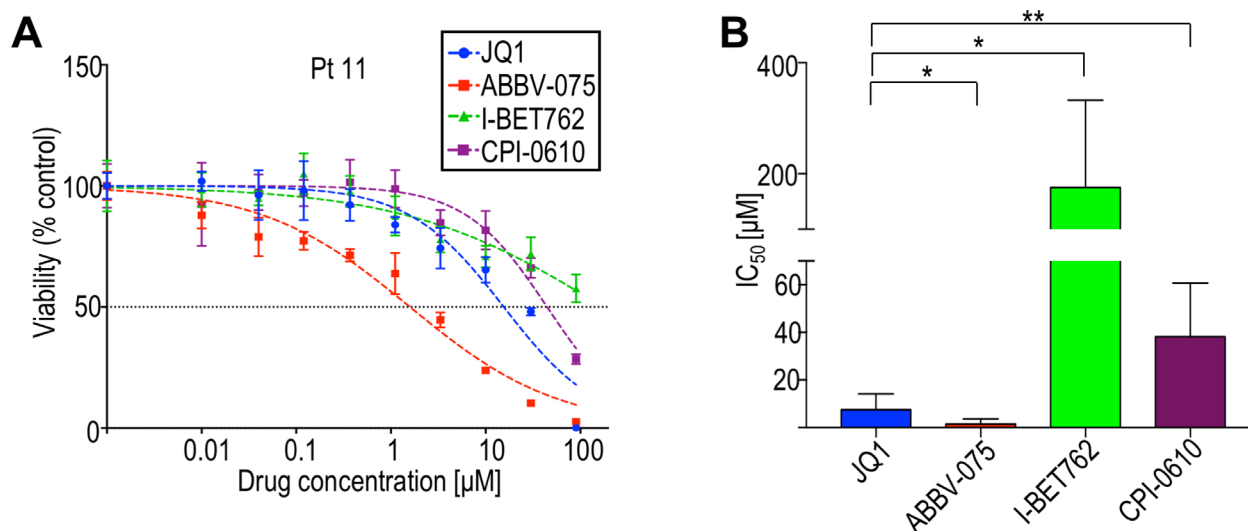 A
Pt 11
JQ1
ABBV-075
I-BET762
CPI-0610
Viability (% control)
150
100
50
0
0.01
0.1
1
10
100
Drug concentration [µM]
B
**
*
*
IC50 [µM]
400
200
60
40
20
JQ1
ABBV-075
I-BET762
CPI-0610